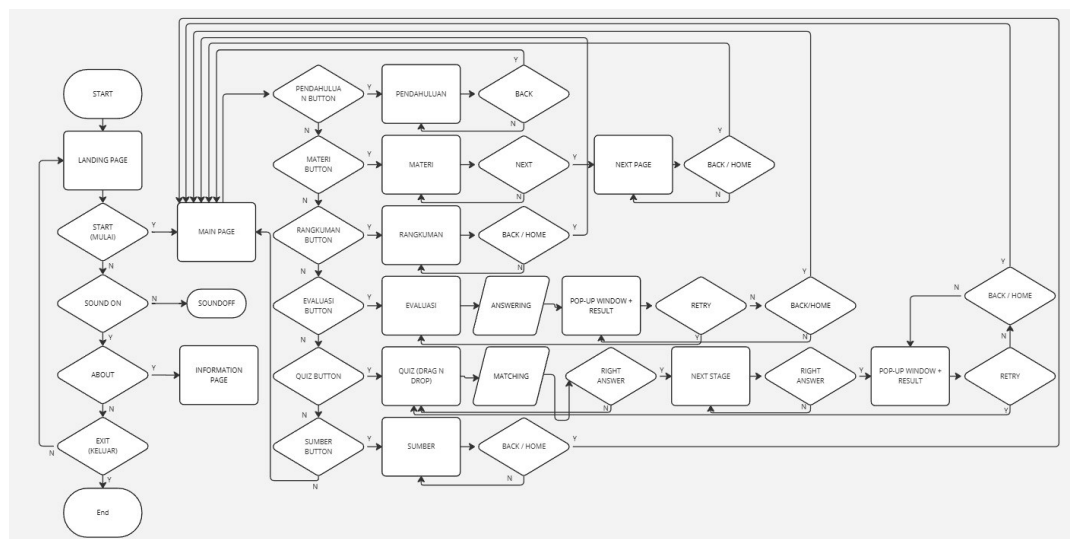 START
LANDING PAGE
START
(MULAI)
Y
N
SOUND ON
N
SOUNDOFF
Y
ABOUT
Y
INFORMATION
PAGE
N
EXIT
(KELUAR)
N
Y
End
MAIN PAGE
PENDAHULUA
N BUTTON
Y
PENDAHULUAN
BACK
Y
N
N
MATERI
BUTTON
Y
MATERI
NEXT
Y
N
NEXT PAGE
BACK / HOME
Y
N
N
RANGKUMAN
BUTTON
Y
RANGKUMAN
BACK / HOME
Y
N
N
EVALUASI
BUTTON
Y
EVALUASI
ANSWERING
POP-UP WINDOW +
RESULT
RETRY
N
Y
BACK/HOME
Y
N
N
QUIZ BUTTON
Y
QUIZ (DRAG N
DROP)
MATCHING
RIGHT
ANSWER
Y
N
NEXT STAGE
RIGHT
ANSWER
Y
N
POP-UP WINDOW +
RESULT
RETRY
N
Y
BACK / HOME
Y
N
N
SUMBER
BUTTON
Y
SUMBER
BACK / HOME
Y
N
N